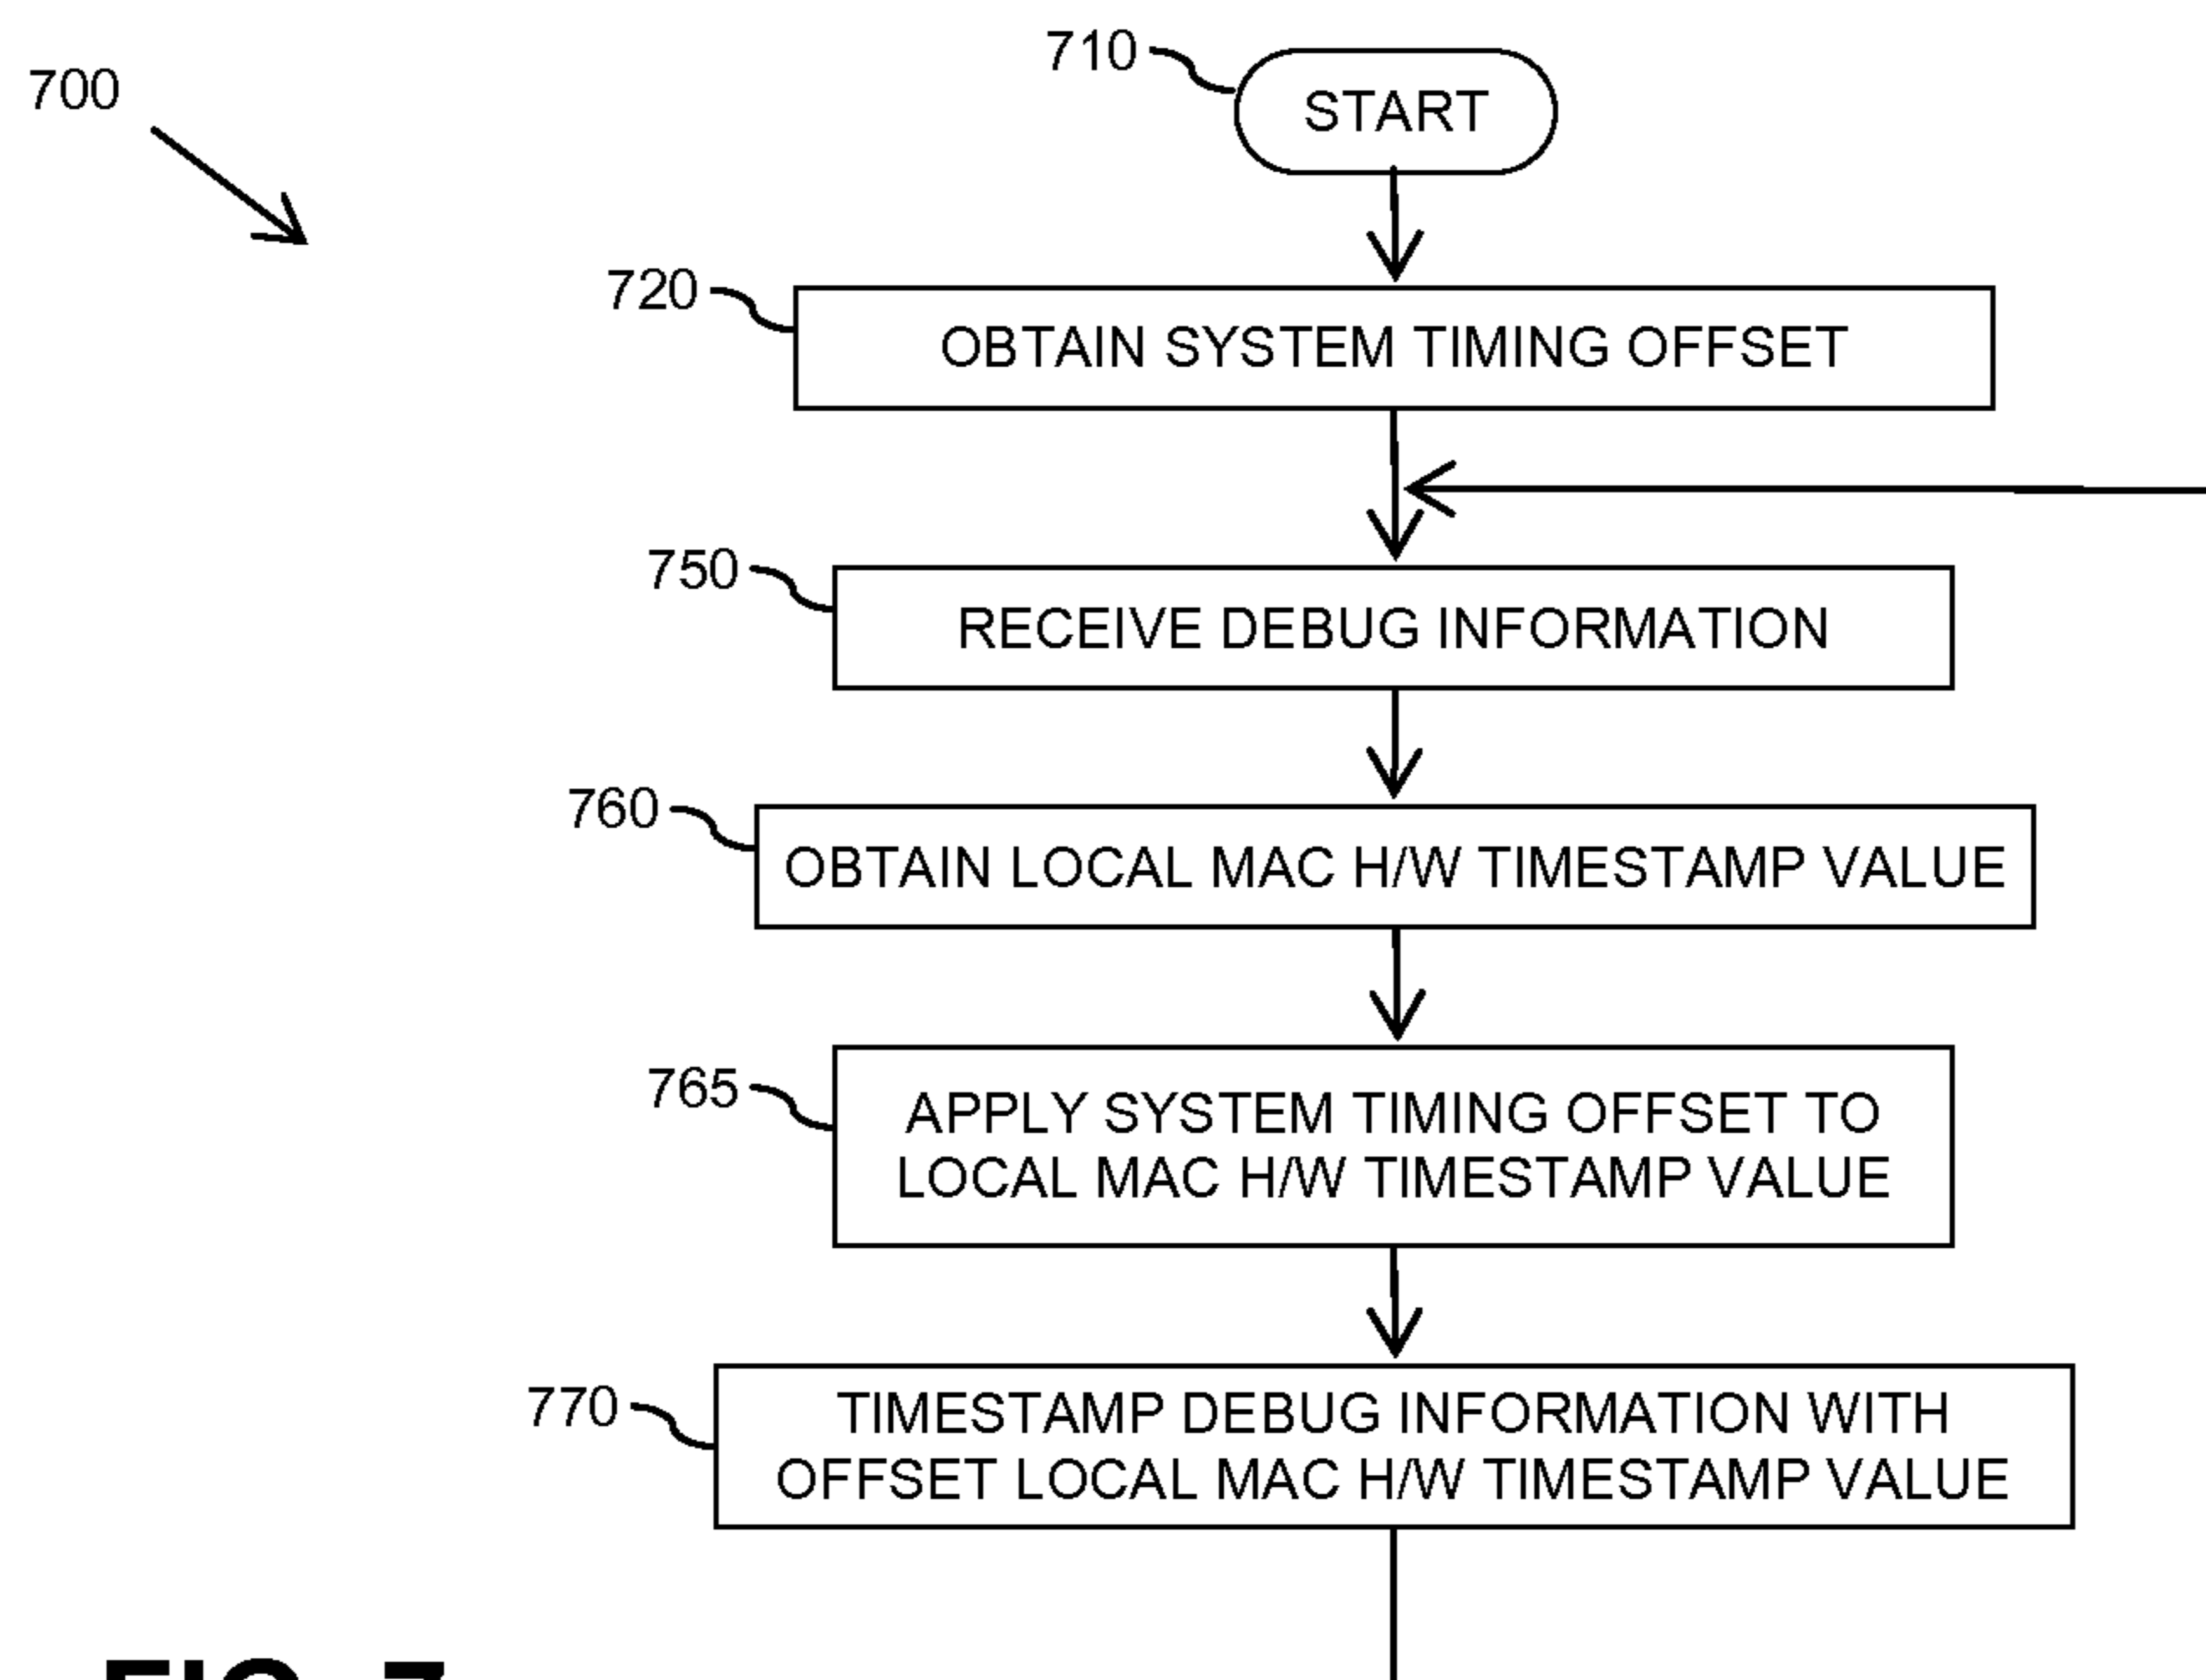 700
710
START
720
OBTAIN SYSTEM TIMING OFFSET
750
RECEIVE DEBUG INFORMATION
760
OBTAIN LOCAL MAC H/W TIMESTAMP VALUE
765
APPLY SYSTEM TIMING OFFSET TO
LOCAL MAC H/W TIMESTAMP VALUE
770
TIMESTAMP DEBUG INFORMATION WITH
OFFSET LOCAL MAC H/W TIMESTAMP VALUE